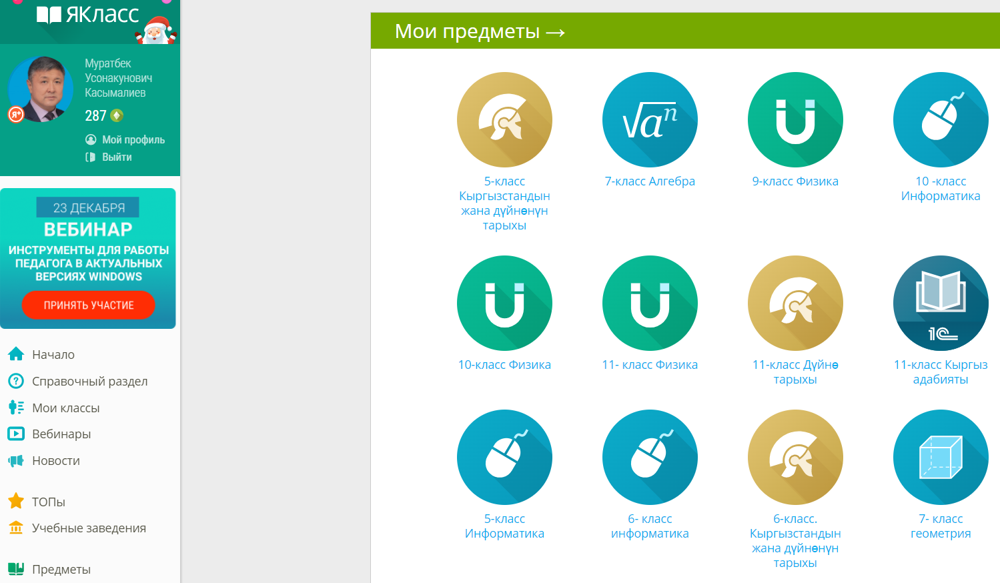 ЯКласс
Муратбек
Усонакунович
Касымалиев
Я+
287
Мой профиль
Выйти
23 ДЕКАБРЯ
ВЕБИНАР
ИНСТРУМЕНТЫ ДЛЯ РАБОТЫ
ПЕДАГОГА В АКТУАЛЬНЫХ
ВЕРСИЯХ WINDOWS
ПРИНЯТЬ УЧАСТИЕ
Начало
Справочный раздел
Мои классы
Вебинары
Новости
ТОПы
Учебные заведения
Предметы
Мои предметы →
5-класс
Кыргызстандын
жана дүйнөнүн
тарыхы
√aⁿ
7-класс Алгебра
9-класс Физика
10 -класс
Информатика
10-класс Физика
11- класс Физика
11-класс Дүйнө
тарыхы
1С
11-класс Кыргыз
адабияты
5-класс
Информатика
6- класс
информатика
6-класс.
Кыргызстандын
жана дүйнөнүн
тарыхы
7- класс
геометрия